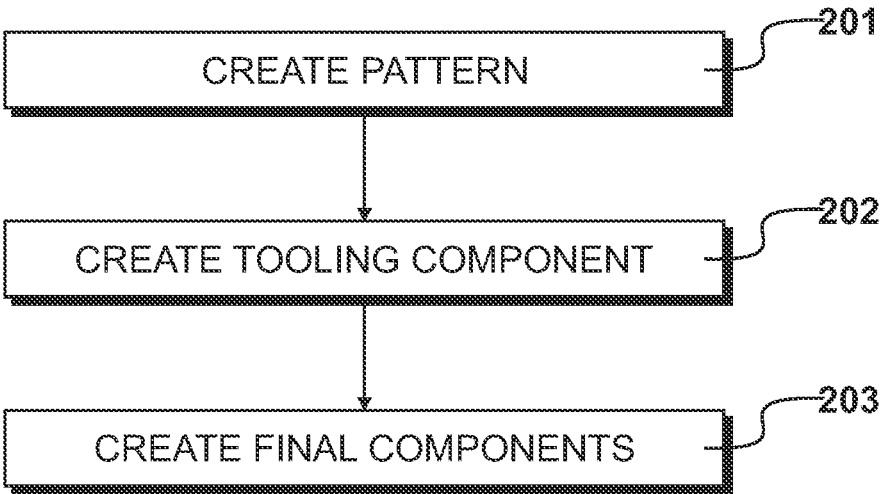 201
CREATE PATTERN
202
CREATE TOOLING COMPONENT
203
CREATE FINAL COMPONENTS